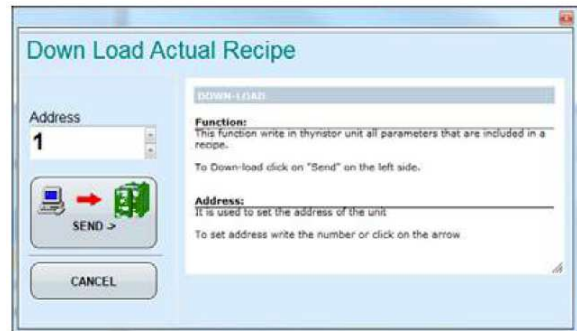 Down Load Actual Recipe
Address
1
SEND ->
CANCEL
DOWN-LOAD
Function:
This function write in thyristor unit all parameters that are included in a
recipe.
To Down-load click on "Send" on the left side.
Address:
It is used to set the address of the unit
To set address write the number or click on the arrow